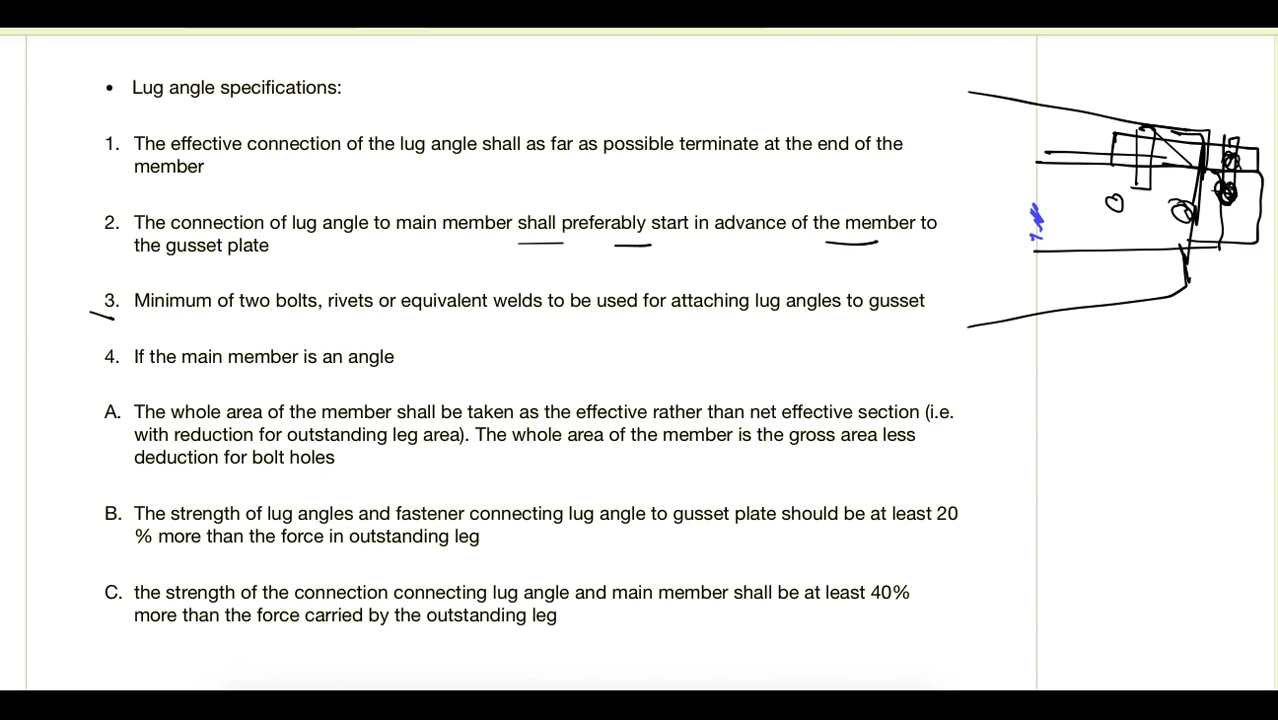 • Lug angle specifications:
1. The effective connection of the lug angle shall as far as possible terminate at the end of the
member
2. The connection of lug angle to main member shall preferably start in advance of the member to
the gusset plate
3. Minimum of two bolts, rivets or equivalent welds to be used for attaching lug angles to gusset
4. If the main member is an angle
A. The whole area of the member shall be taken as the effective rather than net effective section (i.e.
with reduction for outstanding leg area). The whole area of the member is the gross area less
deduction for bolt holes
B. The strength of lug angles and fastener connecting lug angle to gusset plate should be at least 20
% more than the force in outstanding leg
C. the strength of the connection connecting lug angle and main member shall be at least 40%
more than the force carried by the outstanding leg